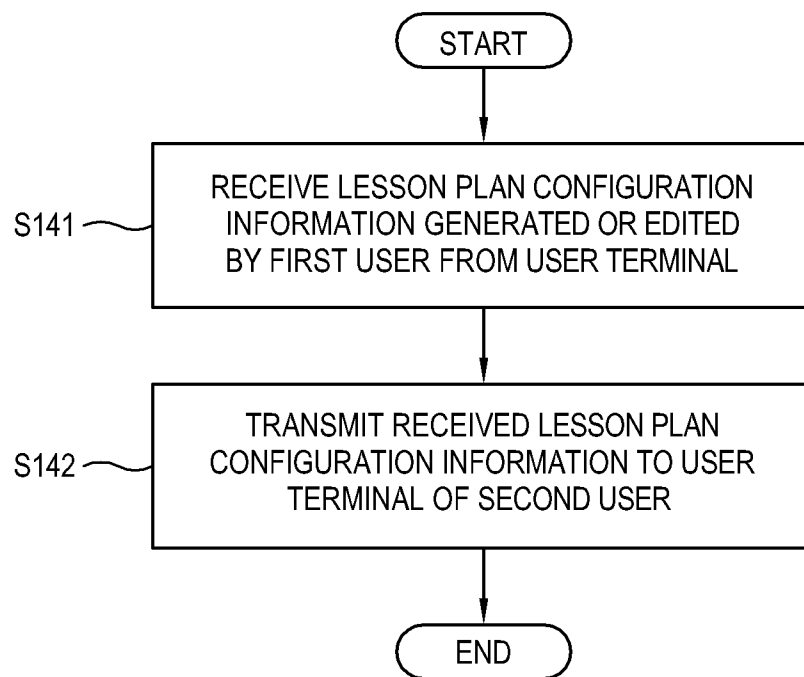 START
S141
RECEIVE LESSON PLAN CONFIGURATION
INFORMATION GENERATED OR EDITED
BY FIRST USER FROM USER TERMINAL
S142
TRANSMIT RECEIVED LESSON PLAN
CONFIGURATION INFORMATION TO USER
TERMINAL OF SECOND USER
END